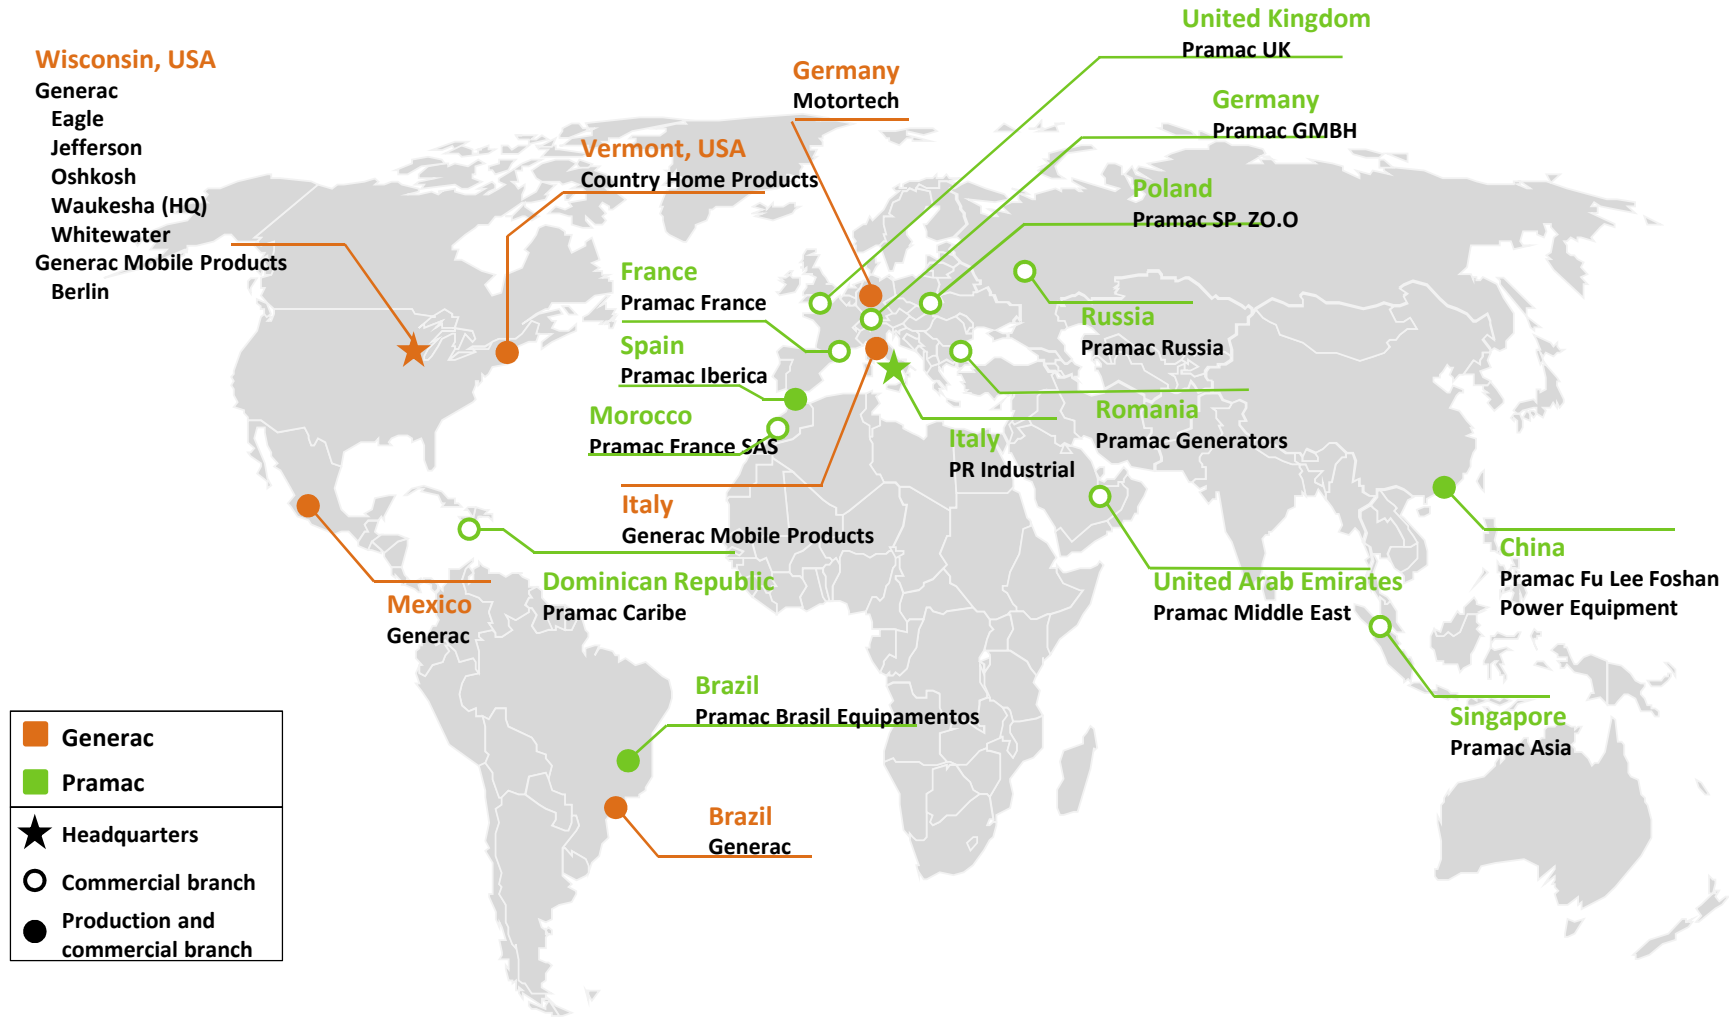 Wisconsin, USA
Generac
Eagle
Jefferson
Oshkosh
Waukesha (HQ)
Whitewater
Generac Mobile Products
Berlin
Vermont, USA
Country Home Products
Germany
Motortech
United Kingdom
Pramac UK
Germany
Pramac GMBH
Poland
Pramac SP. ZO.O
France
Pramac France
Spain
Pramac Iberica
Morocco
Pramac France SAS
Italy
Generac Mobile Products
Russia
Pramac Russia
Romania
Pramac Generators
Italy
PR Industrial
Mexico
Generac
Dominican Republic
Pramac Caribe
United Arab Emirates
Pramac Middle East
China
Pramac Fu Lee Foshan
Power Equipment
Singapore
Pramac Asia
Brazil
Pramac Brasil Equipamentos
Brazil
Generac
Generac
Pramac
Headquarters
Commercial branch
Production and
commercial branch